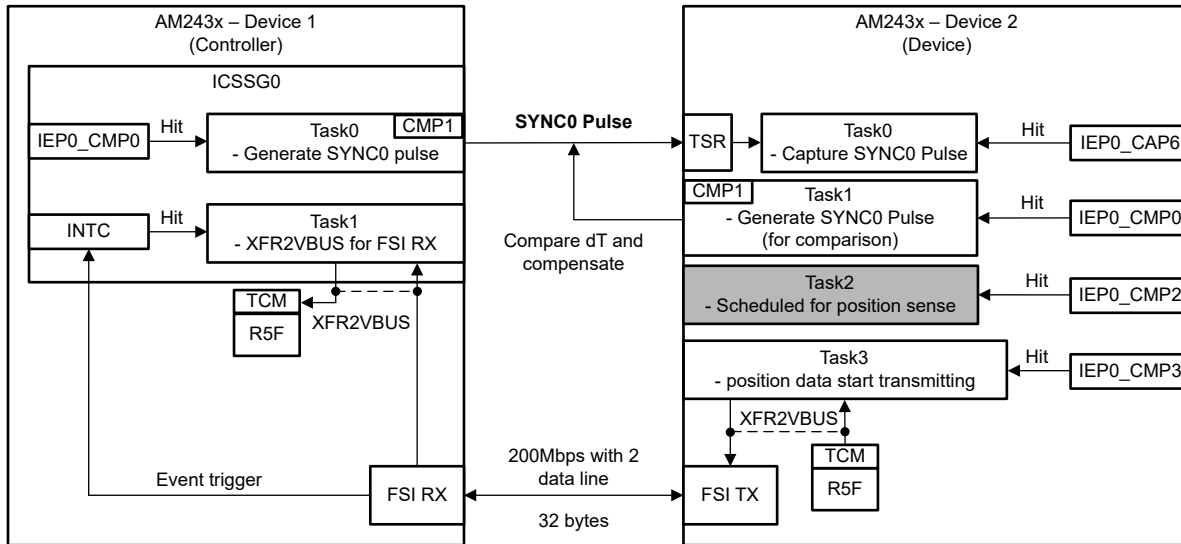 AM243x – Device 1
(Controller)
ICSSG0
IEP0_CMP0
Hit
Task0
CMP1
- Generate SYNC0 pulse
INTC
Hit
Task1
- XFR2VBUS for FSI RX
TCM
R5F
XFR2VBUS
Event trigger
FSI RX
SYNC0 Pulse
Compare dT and
compensate
200Mbps with 2
data line
32 bytes
AM243x – Device 2
(Device)
TSR
Task0
- Capture SYNC0 Pulse
Hit
IEP0_CAP6
CMP1
Task1
- Generate SYNC0 Pulse
(for comparison)
Hit
IEP0_CMP0
Task2
- Scheduled for position sense
Hit
IEP0_CMP2
Task3
- position data start transmitting
Hit
IEP0_CMP3
XFR2VBUS
FSI TX
TCM
R5F